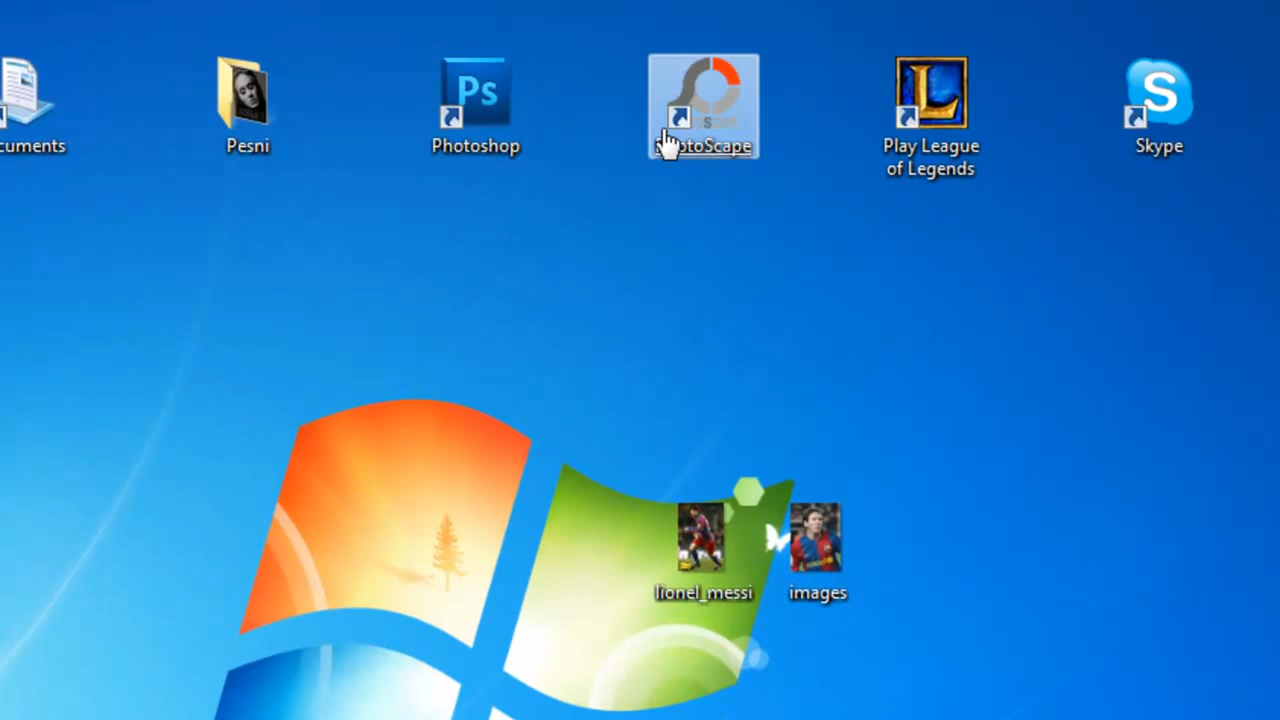 cuments
Pesni
Ps
Photoshop
PhotoScape
L
Play League
of Legends
S
Skype
lionel_messi
images